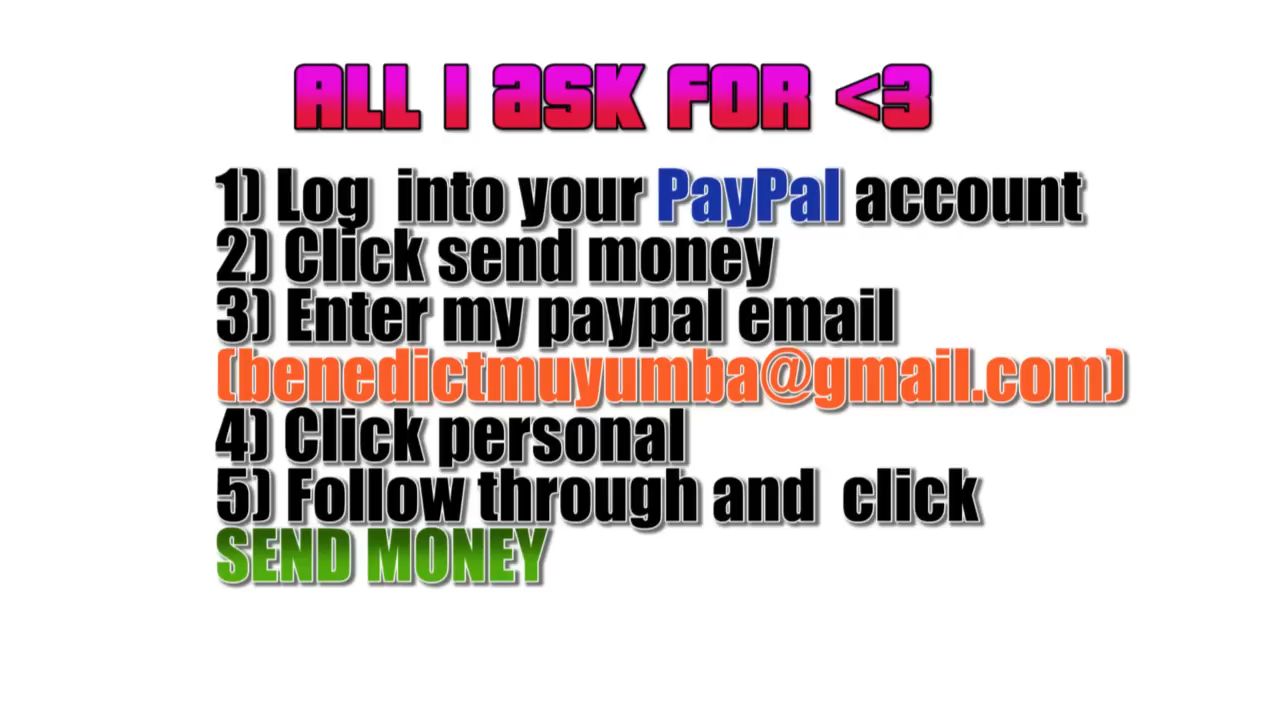 ALL I ASK FOR <3
1) Log into your PayPal account
2) Click send money
3) Enter my paypal email
(benedictmuyumba@gmail.com)
4) Click personal
5) Follow through and click
SEND MONEY